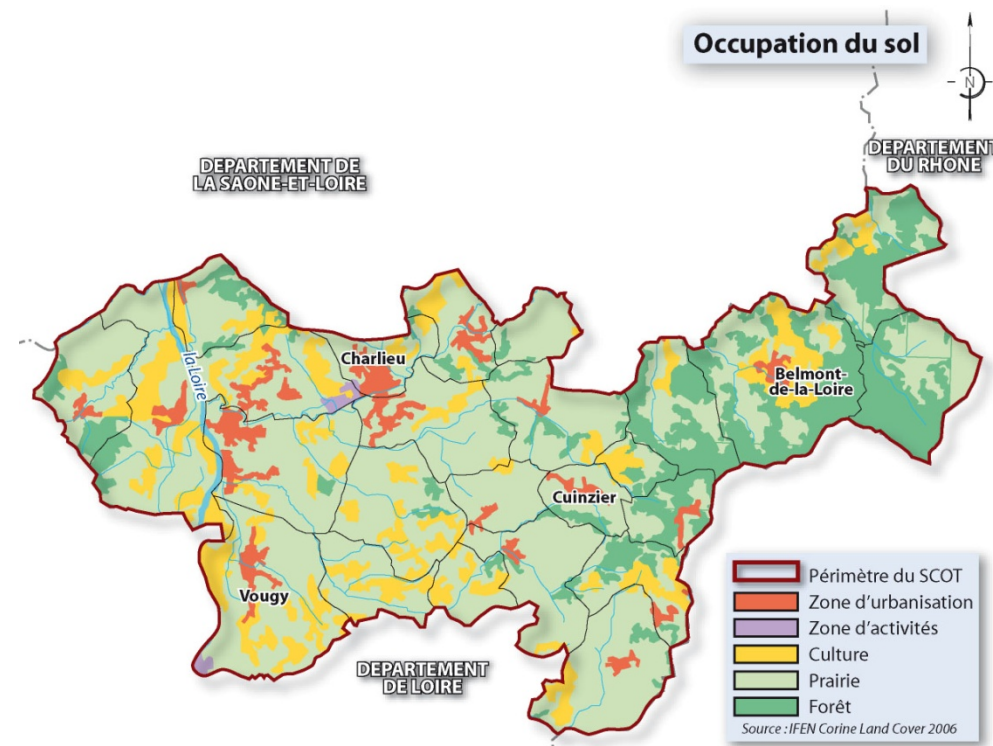 Occupation du sol
N
DEPARTEMENT DE
LA SAONE-ET-LOIRE
DEPARTEMENT
DU RHONE
la Loire
Charlieu
Belmont-
de-la-Loire
Cuinzier
Vougy
DEPARTEMENT
DE LOIRE
Périmètre du SCOT
Zone d'urbanisation
Zone d'activités
Culture
Prairie
Forêt
Source : IFEN Corine Land Cover 2006